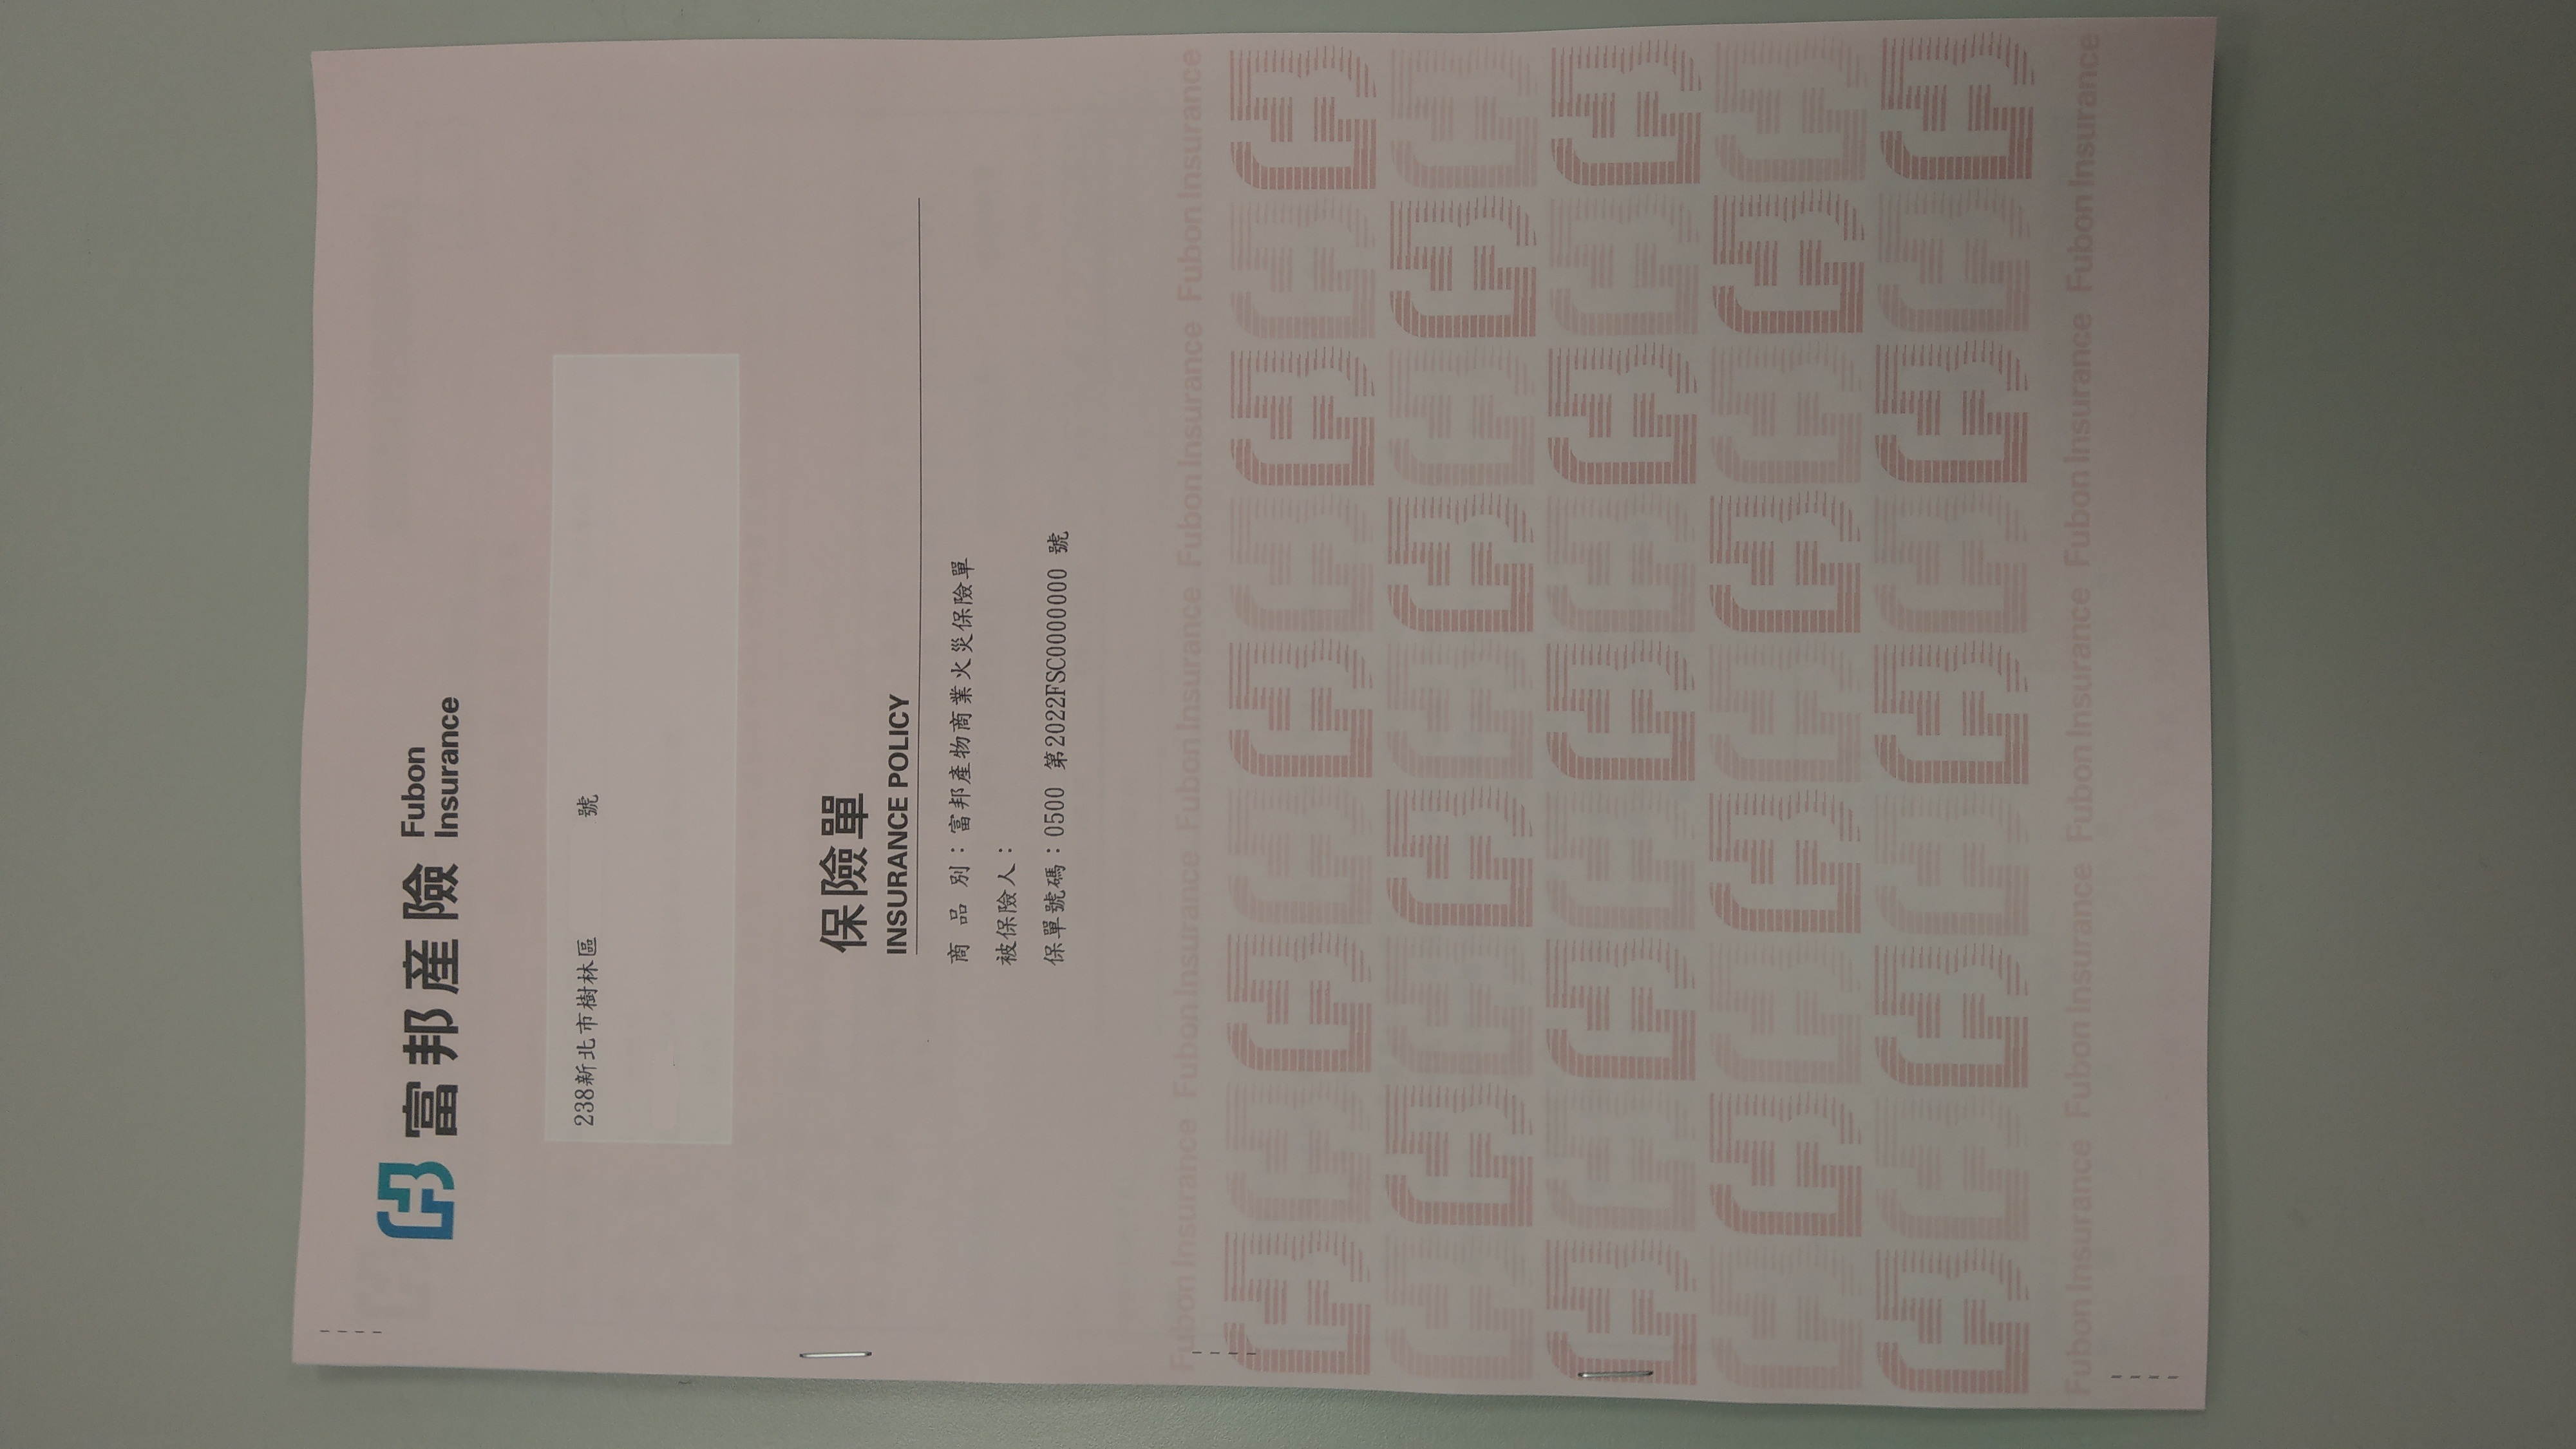 富邦產險 Fubon Insurance
238新北市樹林區 號
保險單
INSURANCE POLICY
商品別：富邦產物商業火災保險單
被保險人：
保單號碼：0500 第2022FSC0000000 號
Fubon Insurance Fubon Insurance Fubon Insurance Fubon Insurance Fubon Insurance
Fubon Insurance Fubon Insurance Fubon Insurance Fubon Insurance Fubon Insurance